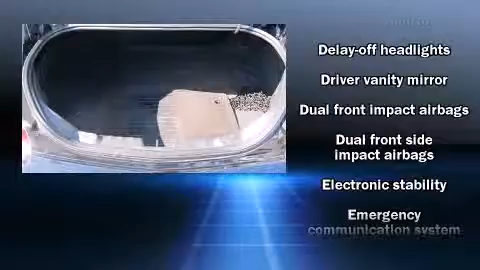 Delay-off headlights
Driver vanity mirror
Dual front impact airbags
Dual front side
impact airbags
Electronic stability
Emergency
communication system